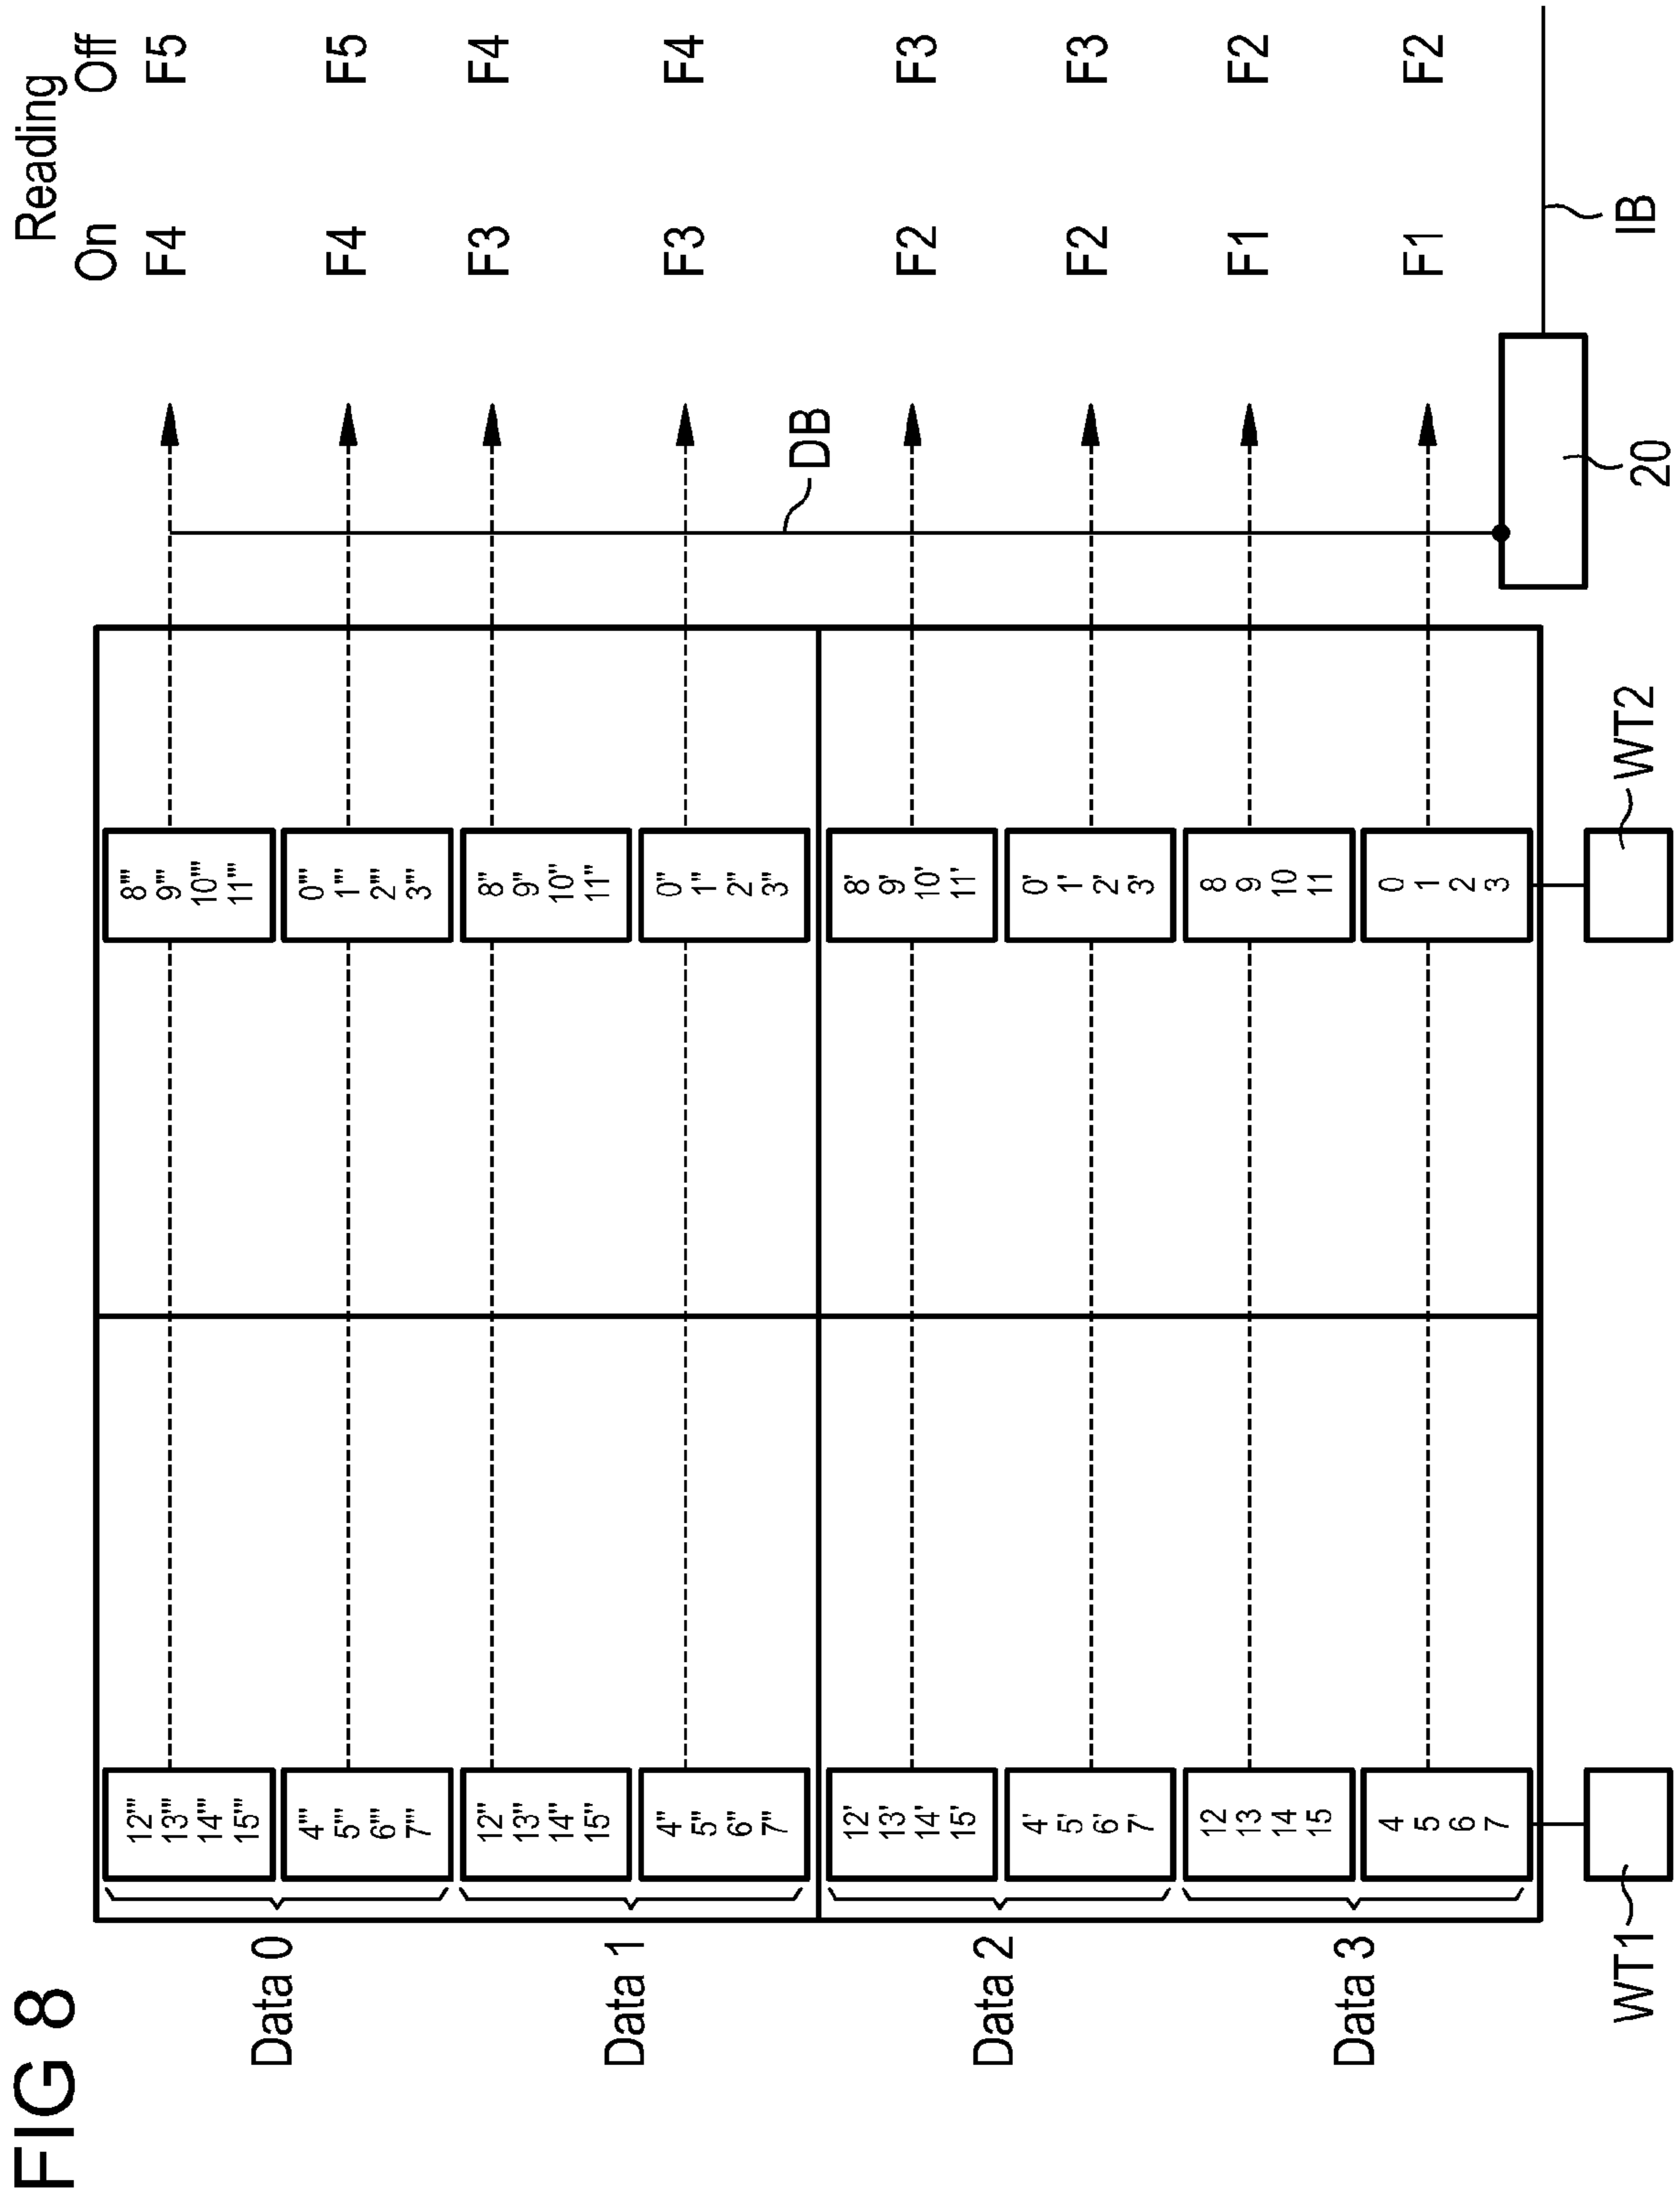 FIG 8
Reading
On Off
12''' 8'''
13''' 9''' F4 F5
14''' 10'''
15''' 11'''
Data 0
4''' 0'''
5''' 1''' F4 F5
6''' 2'''
7''' 3'''
12'' 8'' F3 F4
13'' 9''
14'' 10''
15'' 11''
Data 1
4'' 0''
5'' 1'' F3 F4
6'' 2''
7'' 3''
DB
12' 8'
13' 9' F2 F3
14' 10'
15' 11'
Data 2
4' 0'
5' 1' F2 F3
6' 2'
7' 3'
12 8
13 9 F1 F2
14 10
15 11
Data 3
4 0
5 1 F1 F2
6 2
7 3
WT1 WT2 20 IB